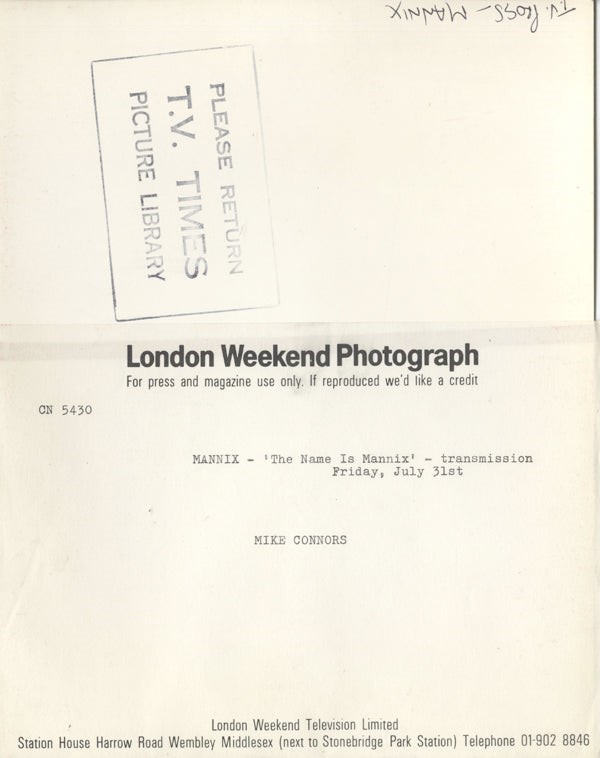 T.V. PROSS - MANNIX
PLEASE RETURN
T.V. TIMES
PICTURE LIBRARY
London Weekend Photograph
For press and magazine use only. If reproduced we'd like a credit
CN 5430
MANNIX - 'The Name Is Mannix' - transmission
Friday, July 31st
MIKE CONNORS
London Weekend Television Limited
Station House Harrow Road Wembley Middlesex (next to Stonebridge Park Station) Telephone 01-902 8846